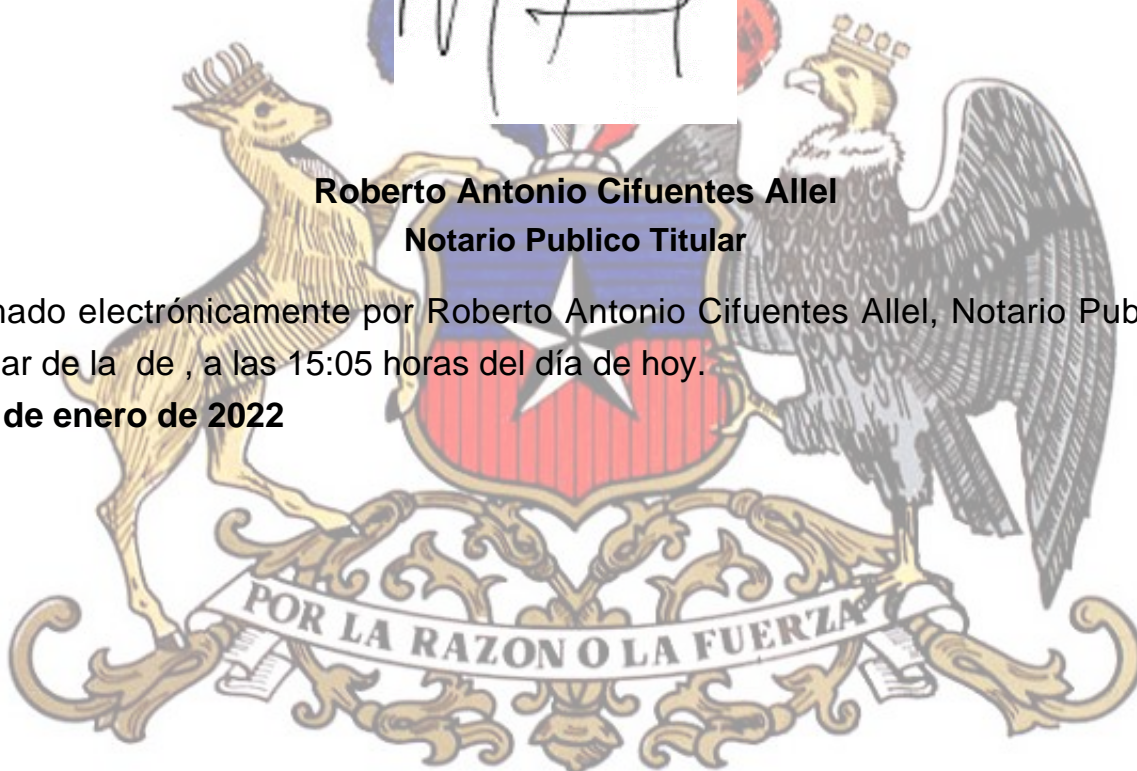 Roberto Antonio Cifuentes Allel
Notario Publico Titular
nado electrónicamente por Roberto Antonio Cifuentes Allel, Notario Pub
ar de la de , a las 15:05 horas del día de hoy.
de enero de 2022
POR LA RAZON O LA FUERZA